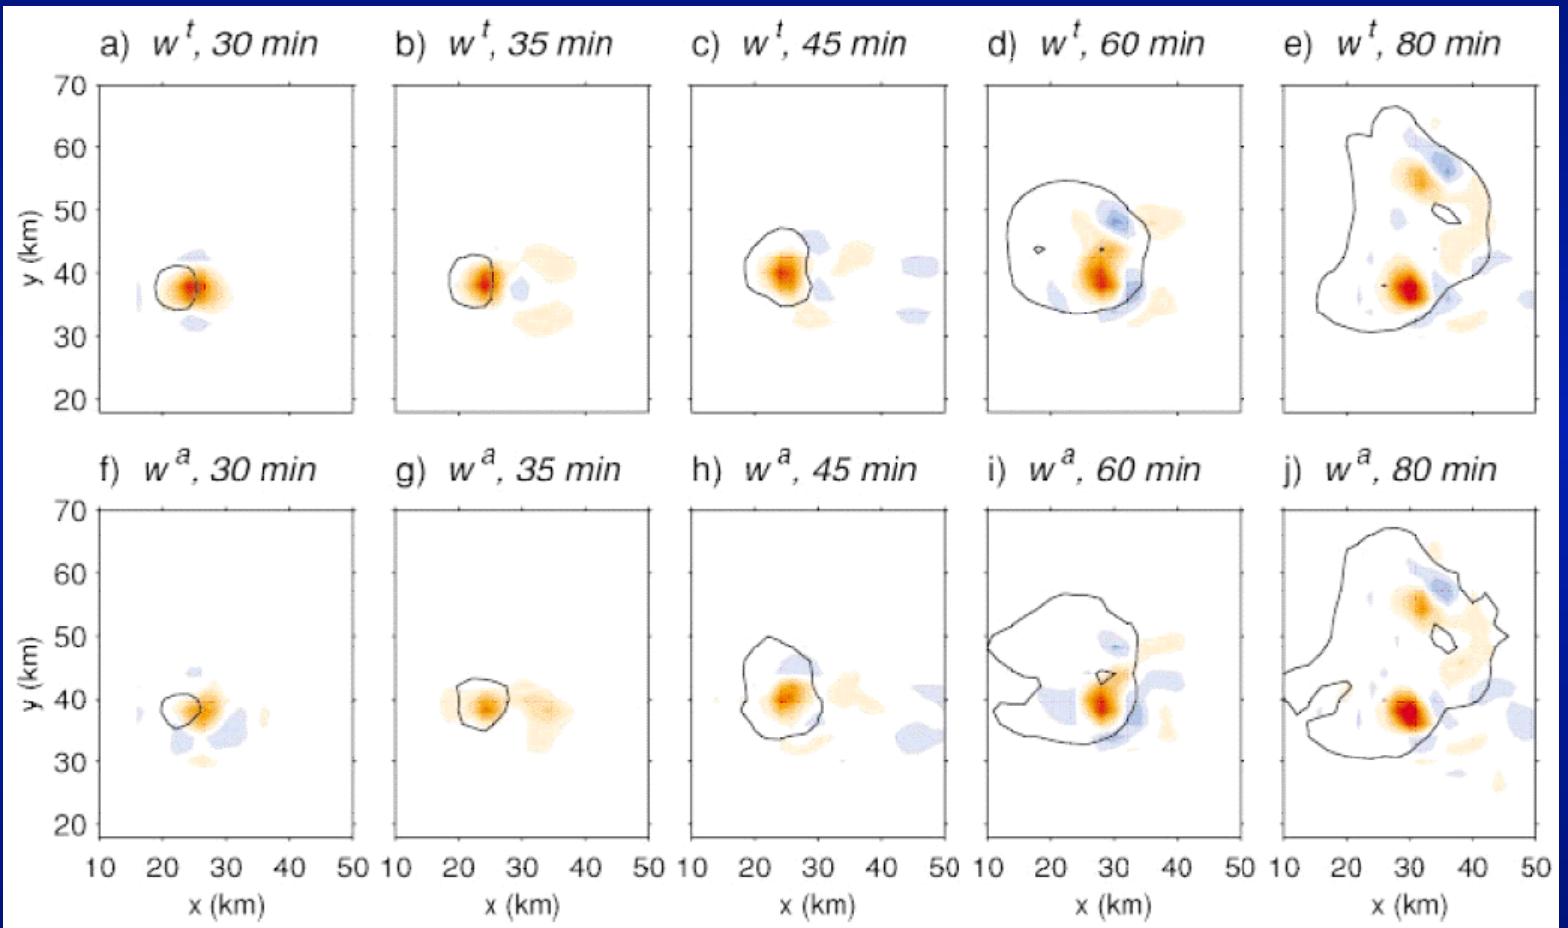 a) w t, 30 min
b) w t, 35 min
c) w t, 45 min
d) w t, 60 min
e) w t, 80 min
70
60
50
40
30
20
y (km)
f) w a, 30 min
g) w a, 35 min
h) w a, 45 min
i) w a, 60 min
j) w a, 80 min
70
60
50
40
30
20
y (km)
10 20 30 40 50
10 20 30 40 50
10 20 30 40 50
10 20 30 40 50
10 20 30 40 50
x (km)
x (km)
x (km)
x (km)
x (km)